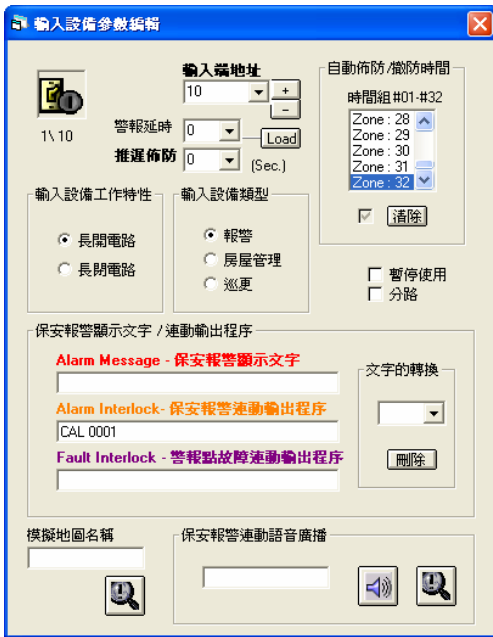 輸入設備參數編輯
輸入端地址
10
+
-
1\ 10
警報延時
0
Load
推遲佈防
0
(Sec.)
自動佈防/撤防時間
時間組#01-#32
Zone : 28
Zone : 29
Zone : 30
Zone : 31
Zone : 32
清除
輸入設備工作特性
長開電路
長閉電路
輸入設備類型
報警
房屋管理
巡更
暫停使用
分路
保安報警顯示文字 / 連動輸出程序
Alarm Message - 保安報警顯示文字
Alarm Interlock- 保安報警連動輸出程序
CAL 0001
Fault Interlock - 警報點故障連動輸出程序
文字的轉換
刪除
模擬地圖名稱
保安報警連動語音廣播